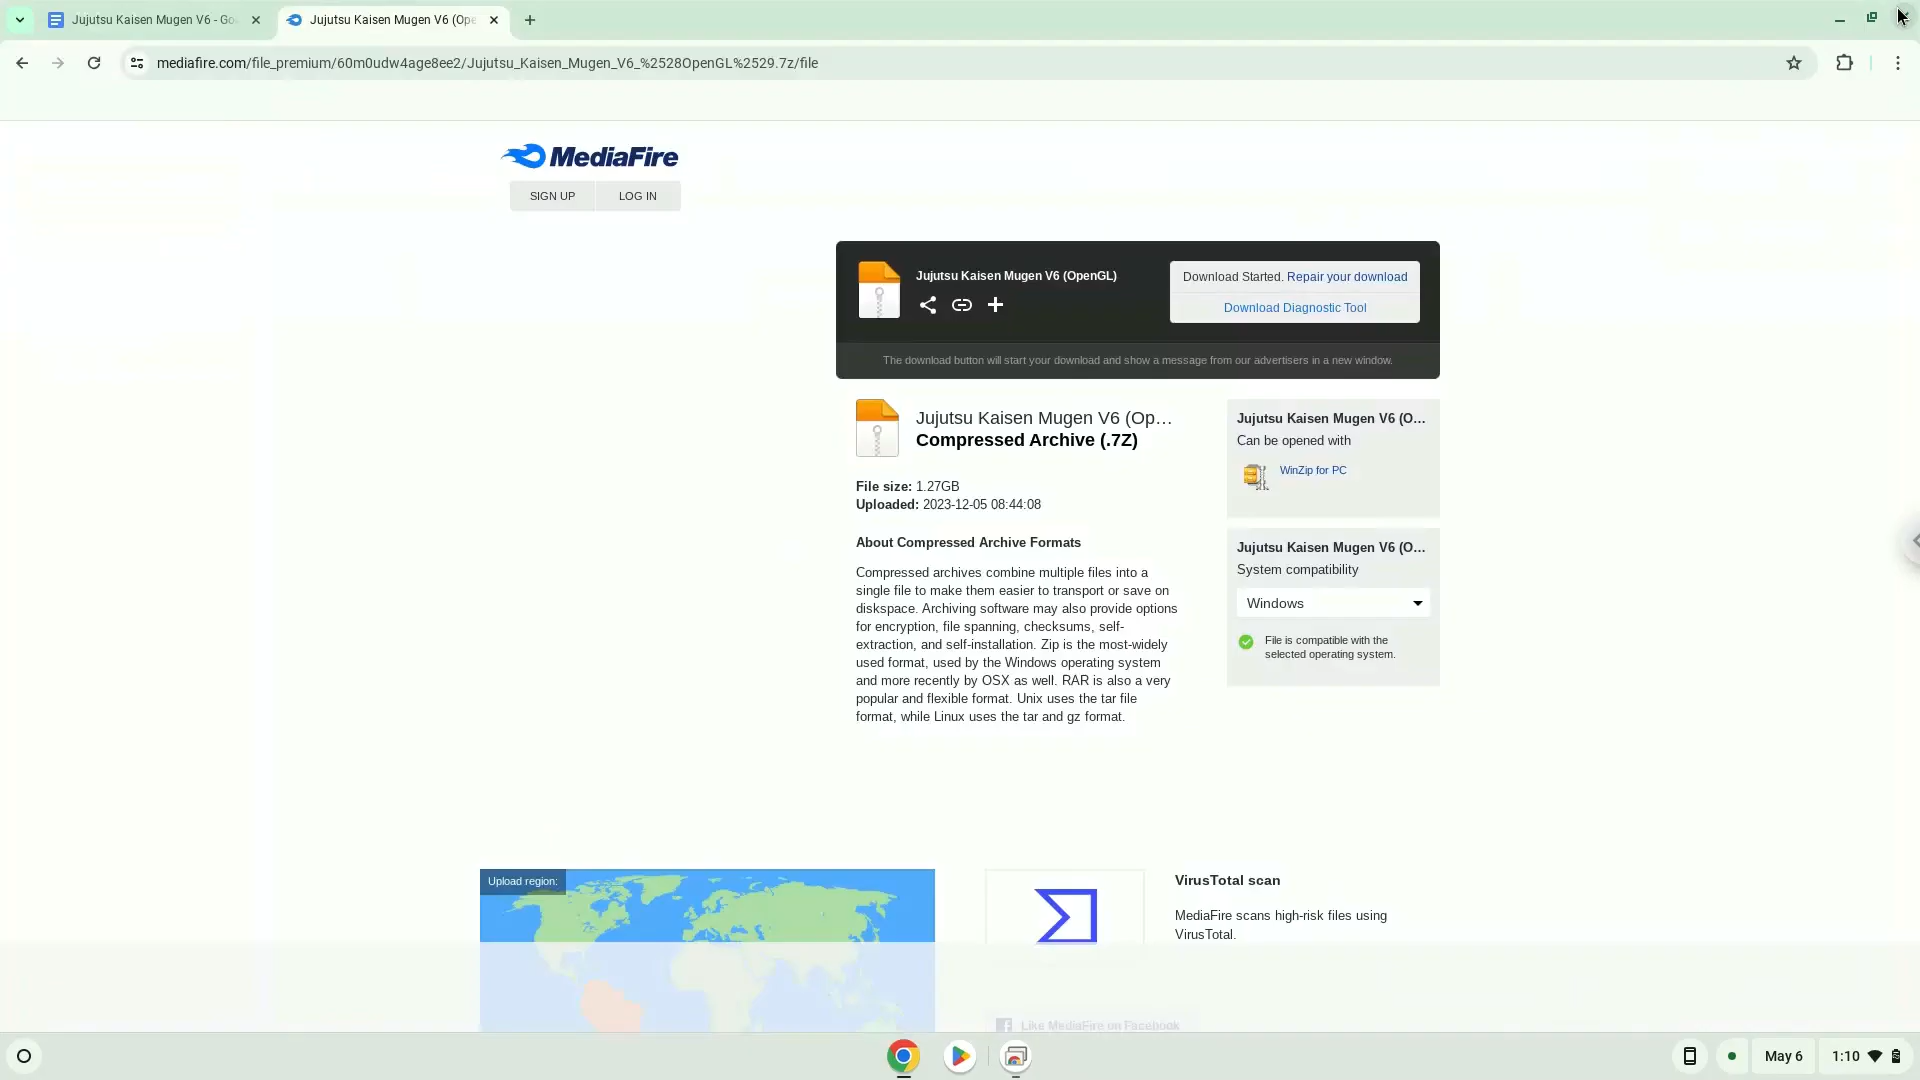 Jujutsu Kaisen Mugen V6 - Go
Jujutsu Kaisen Mugen V6 (Ope
mediafire.com/file_premium/60m0udw4age8ee2/Jujutsu_Kaisen_Mugen_V6_%2528OpenGL%2529.7z/file
MediaFire
SIGN UP
LOG IN
Jujutsu Kaisen Mugen V6 (OpenGL)
Download Started. Repair your download
Download Diagnostic Tool
The download button will start your download and show a message from our advertisers in a new window.
Jujutsu Kaisen Mugen V6 (Op…
Compressed Archive (.7Z)
File size: 1.27GB
Uploaded: 2023-12-05 08:44:08
About Compressed Archive Formats
Compressed archives combine multiple files into a
single file to make them easier to transport or save on
diskspace. Archiving software may also provide options
for encryption, file spanning, checksums, self-
extraction, and self-installation. Zip is the most-widely
used format, used by the Windows operating system
and more recently by OSX as well. RAR is also a very
popular and flexible format. Unix uses the tar file
format, while Linux uses the tar and gz format.
Jujutsu Kaisen Mugen V6 (O...
Can be opened with
WinZip for PC
Jujutsu Kaisen Mugen V6 (O...
System compatibility
Windows
File is compatible with the
selected operating system.
Upload region:
VirusTotal scan
MediaFire scans high-risk files using
VirusTotal.
Like MediaFire on Facebook
May 6
1:10